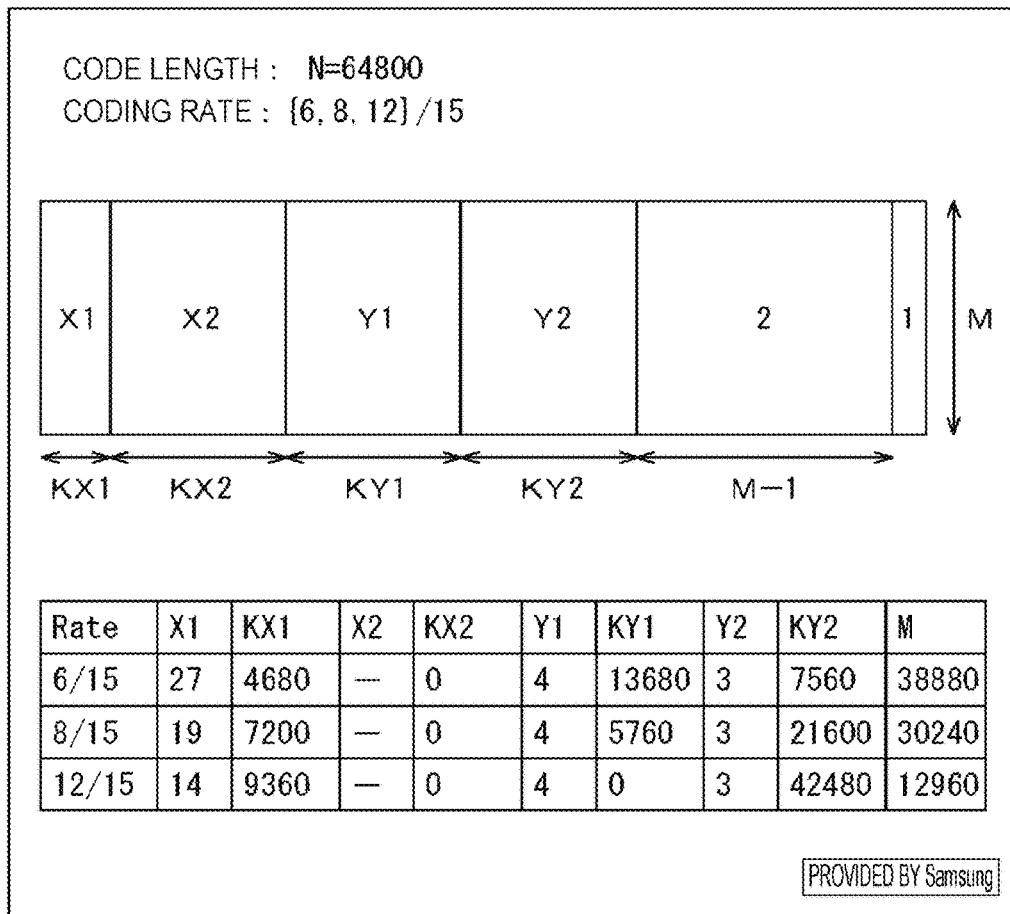 CODE LENGTH : N=64800
CODING RATE : {6, 8, 12}/15
X1 X2 Y1 Y2 2 1 M
KX1 KX2 KY1 KY2 M−1
Rate X1 KX1 X2 KX2 Y1 KY1 Y2 KY2 M
6/15 27 4680 — 0 4 13680 3 7560 38880
8/15 19 7200 — 0 4 5760 3 21600 30240
12/15 14 9360 — 0 4 0 3 42480 12960
PROVIDED BY Samsung